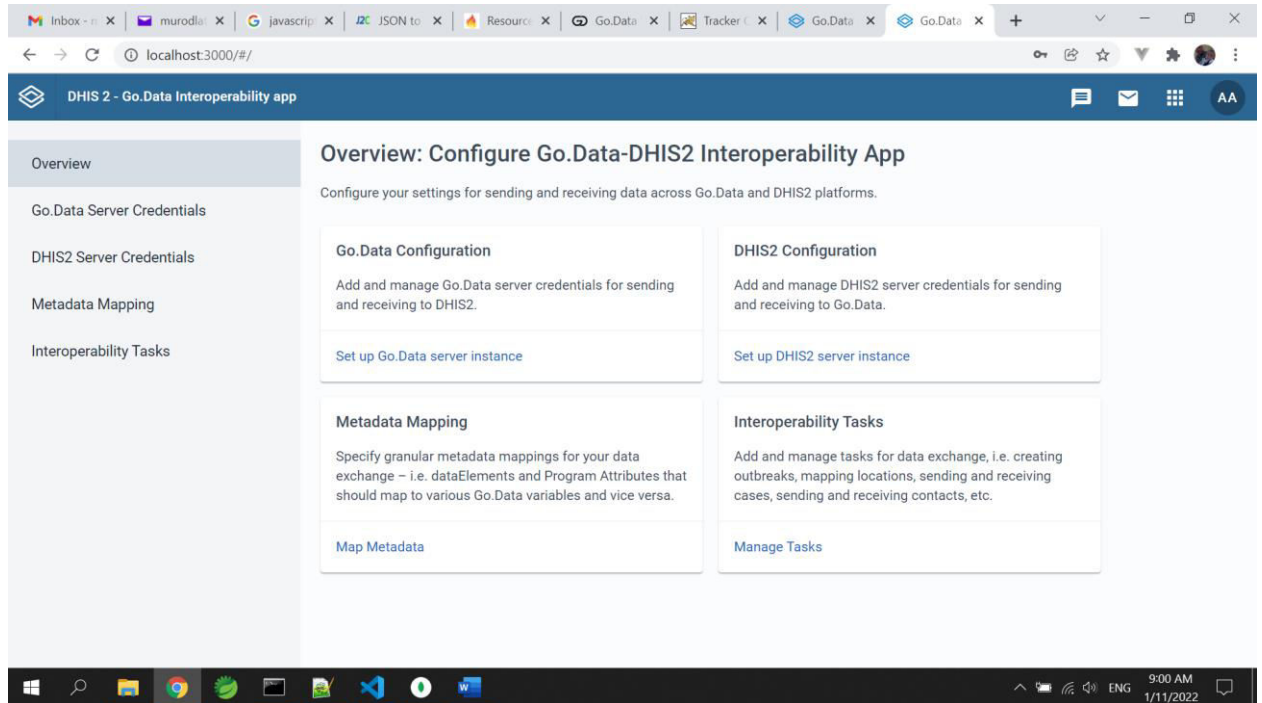 Inbox - 
murodla
javascrip
JSON to
Resource
Go.Data
Tracker
Go.Data
Go.Data
localhost:3000/#/
DHIS 2 - Go.Data Interoperability app
AA
Overview
Go.Data Server Credentials
DHIS2 Server Credentials
Metadata Mapping
Interoperability Tasks
Overview: Configure Go.Data-DHIS2 Interoperability App
Configure your settings for sending and receiving data across Go.Data and DHIS2 platforms.
Go.Data Configuration
Add and manage Go.Data server credentials for sending
and receiving to DHIS2.
Set up Go.Data server instance
DHIS2 Configuration
Add and manage DHIS2 server credentials for sending
and receiving to Go.Data.
Set up DHIS2 server instance
Metadata Mapping
Specify granular metadata mappings for your data
exchange – i.e. dataElements and Program Attributes that
should map to various Go.Data variables and vice versa.
Map Metadata
Interoperability Tasks
Add and manage tasks for data exchange, i.e. creating
outbreaks, mapping locations, sending and receiving
cases, sending and receiving contacts, etc.
Manage Tasks
ENG
9:00 AM
1/11/2022